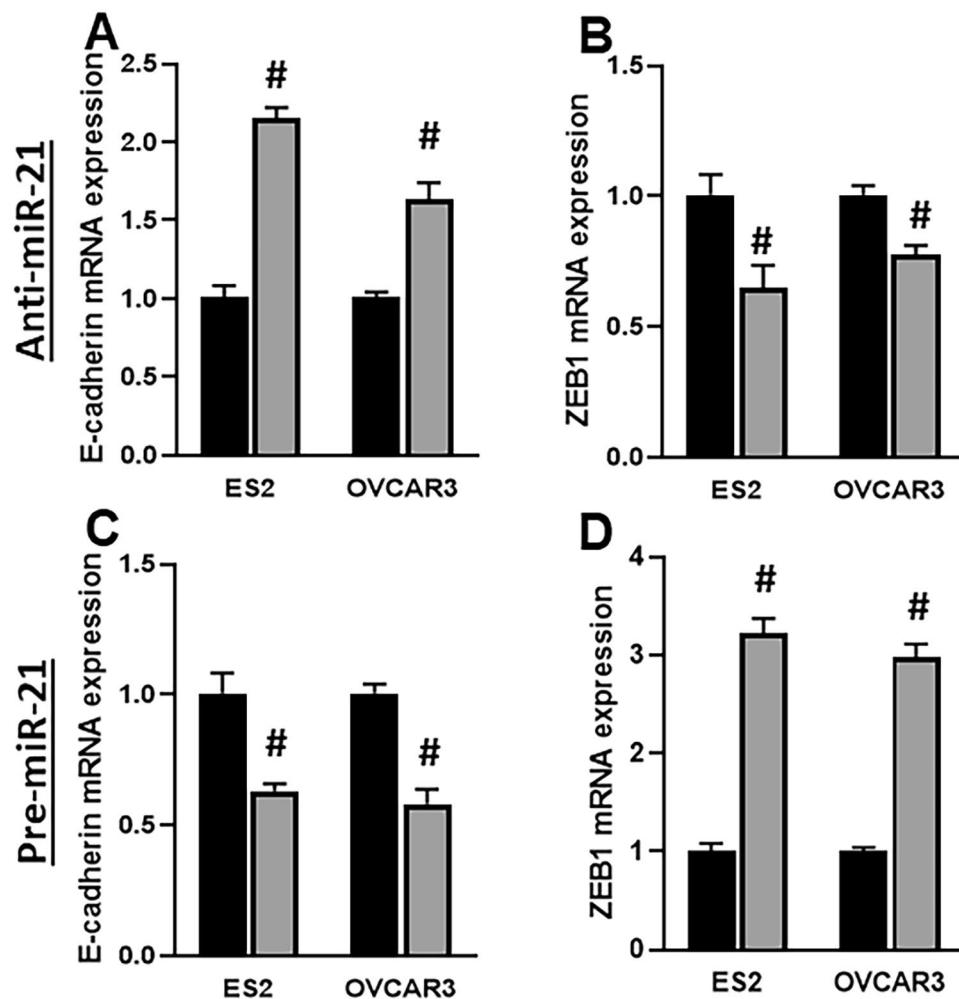 Anti-miR-21
A
E-cadherin mRNA expression
2.5
2.0
1.5
1.0
0.5
0.0
#
#
ES2
OVCAR3
B
ZEB1 mRNA expression
1.5
1.0
0.5
0.0
#
#
ES2
OVCAR3
Pre-miR-21
C
E-cadherin mRNA expression
1.5
1.0
0.5
0.0
#
#
ES2
OVCAR3
D
ZEB1 mRNA expression
4
3
2
1
0
#
#
ES2
OVCAR3